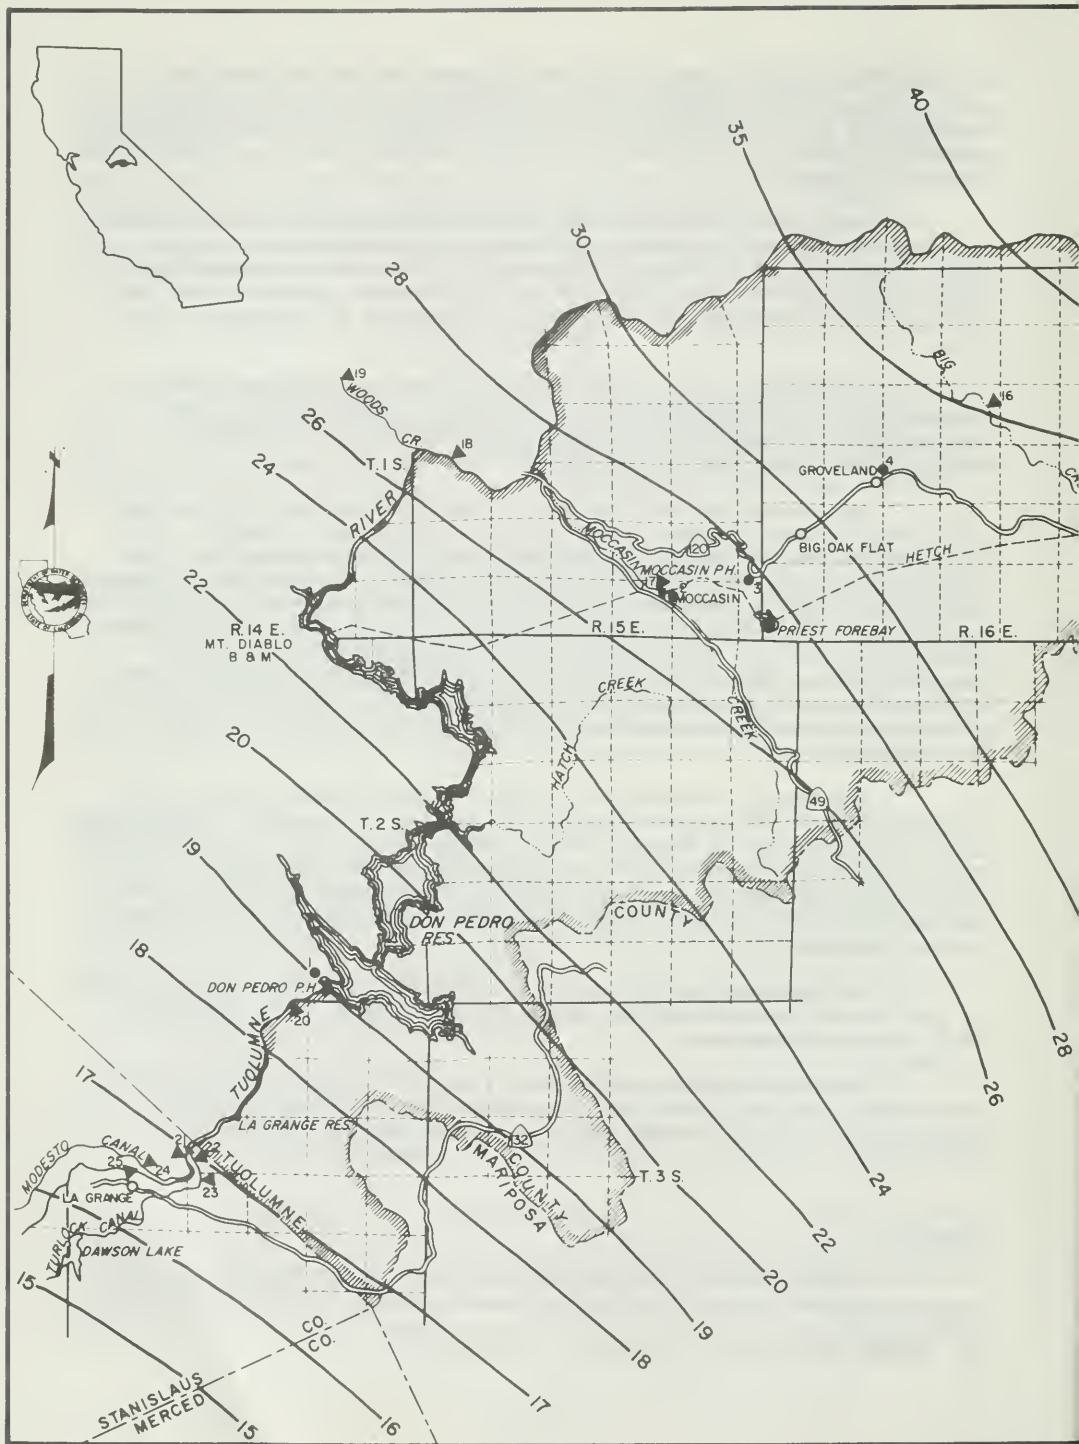 40
35
30
28
BIG
16
19
WOODS
CR
18
26
T.1 S.
24
GROVELAND
4
RIVER
MOCCASIN
120
BIG OAK FLAT
HETCH
MOCCASIN P.H.
17
2
MOCCASIN
3
22
R.14 E.
MT. DIABLO
B & M
R.15 E.
PRIEST FOREBAY
R.16 E.
CREEK
CREEK
HATCH
20
49
T.2 S.
19
COUNTY
DON PEDRO
RES
18
1
DON PEDRO P.H.
20
TUOLUMNE
28
26
17
LA GRANGE RES.
32
MODESTO
CANAL
21
22
25
24
23
TUOLUMNE
COUNTY
MARIPOSA
T.3 S.
24
LA GRANGE
TURLOCK CANAL
DAWSON LAKE
22
15
20
19
CO.
CO.
18
STANISLAUS
MERCED
17
16
15